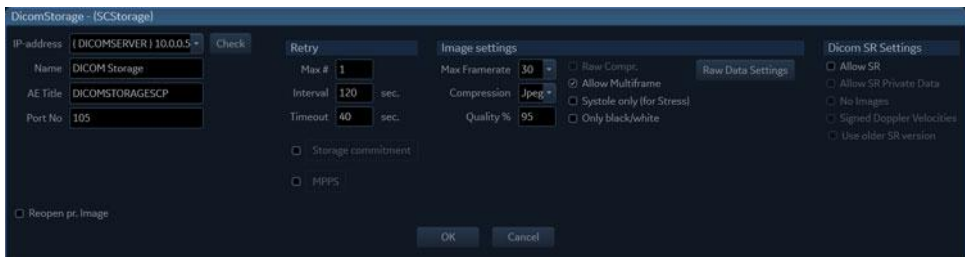 DicomStorage - (SCStorage)
IP-address ( DICOMSERVER ) 10.0.0.5 Check
Name DICOM Storage
AE Title DICOMSTORAGESCP
Port No 105
Reopen pr. Image
Retry
Max # 1
Interval 120 sec.
Timeout 40 sec.
Storage commitment
MPPS
Image settings
Max Framerate 30
Compression Jpeg
Quality % 95
Raw Compr.
Allow Multiframe
Systole only (for Stress)
Only black/white
Raw Data Settings
Dicom SR Settings
Allow SR
Allow SR Private Data
No Images
Signed Doppler Velocities
Use older SR version
OK Cancel